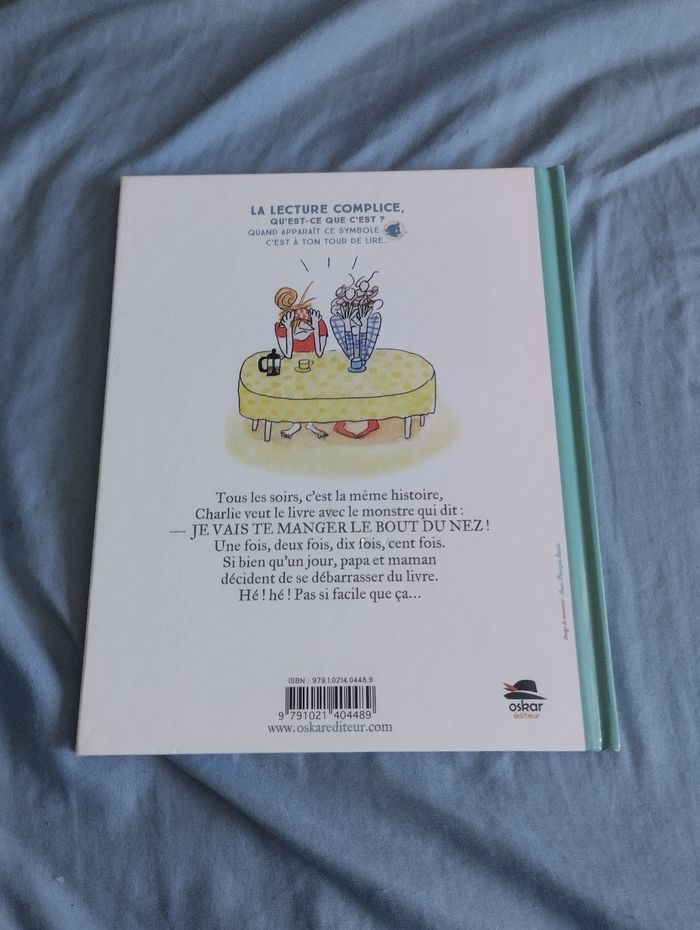 LA LECTURE COMPLICE,
QU'EST-CE QUE C'EST ?
QUAND APPARAÎT CE SYMBOLE
C'EST À TON TOUR DE LIRE...
Tous les soirs, c'est la même histoire,
Charlie veut le livre avec le monstre qui dit :
— JE VAIS TE MANGER LE BOUT DU NEZ !
Une fois, deux fois, dix fois, cent fois.
Si bien qu'un jour, papa et maman
décident de se débarrasser du livre.
Hé ! hé ! Pas si facile que ça...
ISBN : 979.1.0214.0448.9
9 791021 404489
www.oskarediteur.com
oskar
éditeur
Design de couverture :